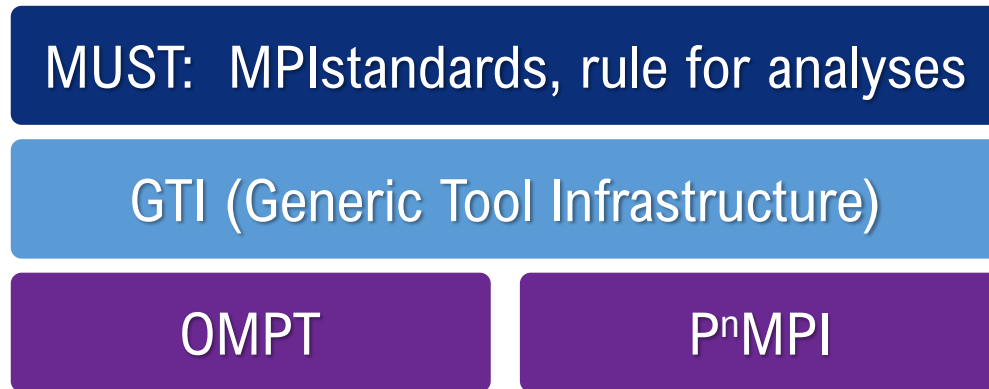 MUST:  MPIstandards, rule for analyses
GTI (Generic Tool Infrastructure)
OMPT
PⁿMPI